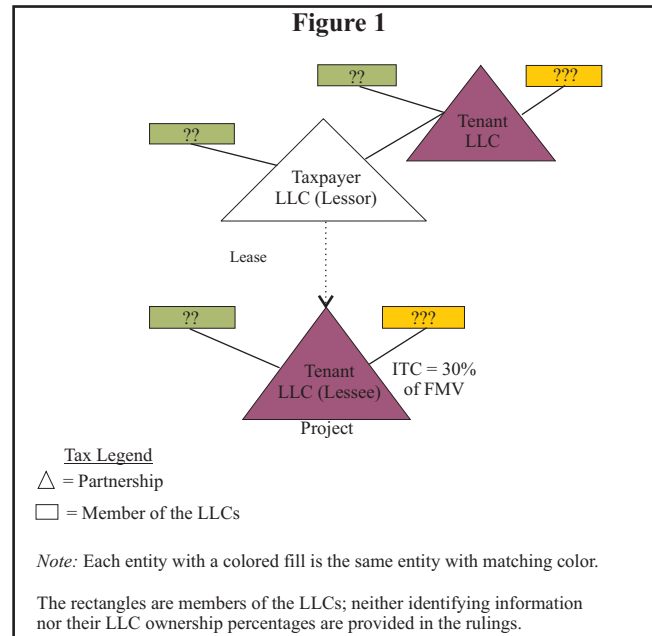 Figure 1
??
???
Tenant
LLC
??
Taxpayer
LLC (Lessor)
Lease
??
???
Tenant
LLC (Lessee)
ITC = 30%
of FMV
Project
Tax Legend
= Partnership
= Member of the LLCs
Note: Each entity with a colored fill is the same entity with matching color.
The rectangles are members of the LLCs; neither identifying information
nor their LLC ownership percentages are provided in the rulings.